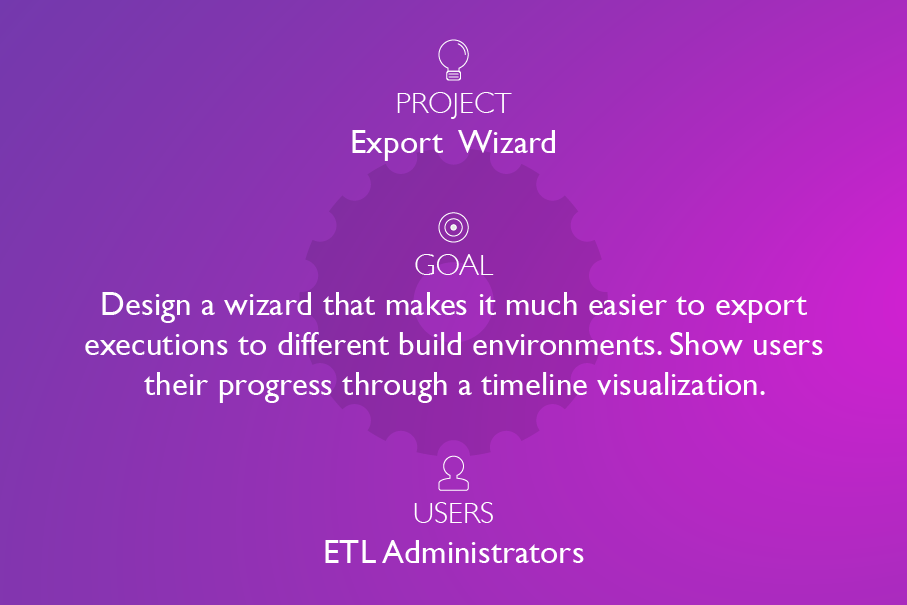 PROJECT
Export Wizard
GOAL
Design a wizard that makes it much easier to export
executions to different build environments. Show users
their progress through a timeline visualization.
USERS
ETL Administrators